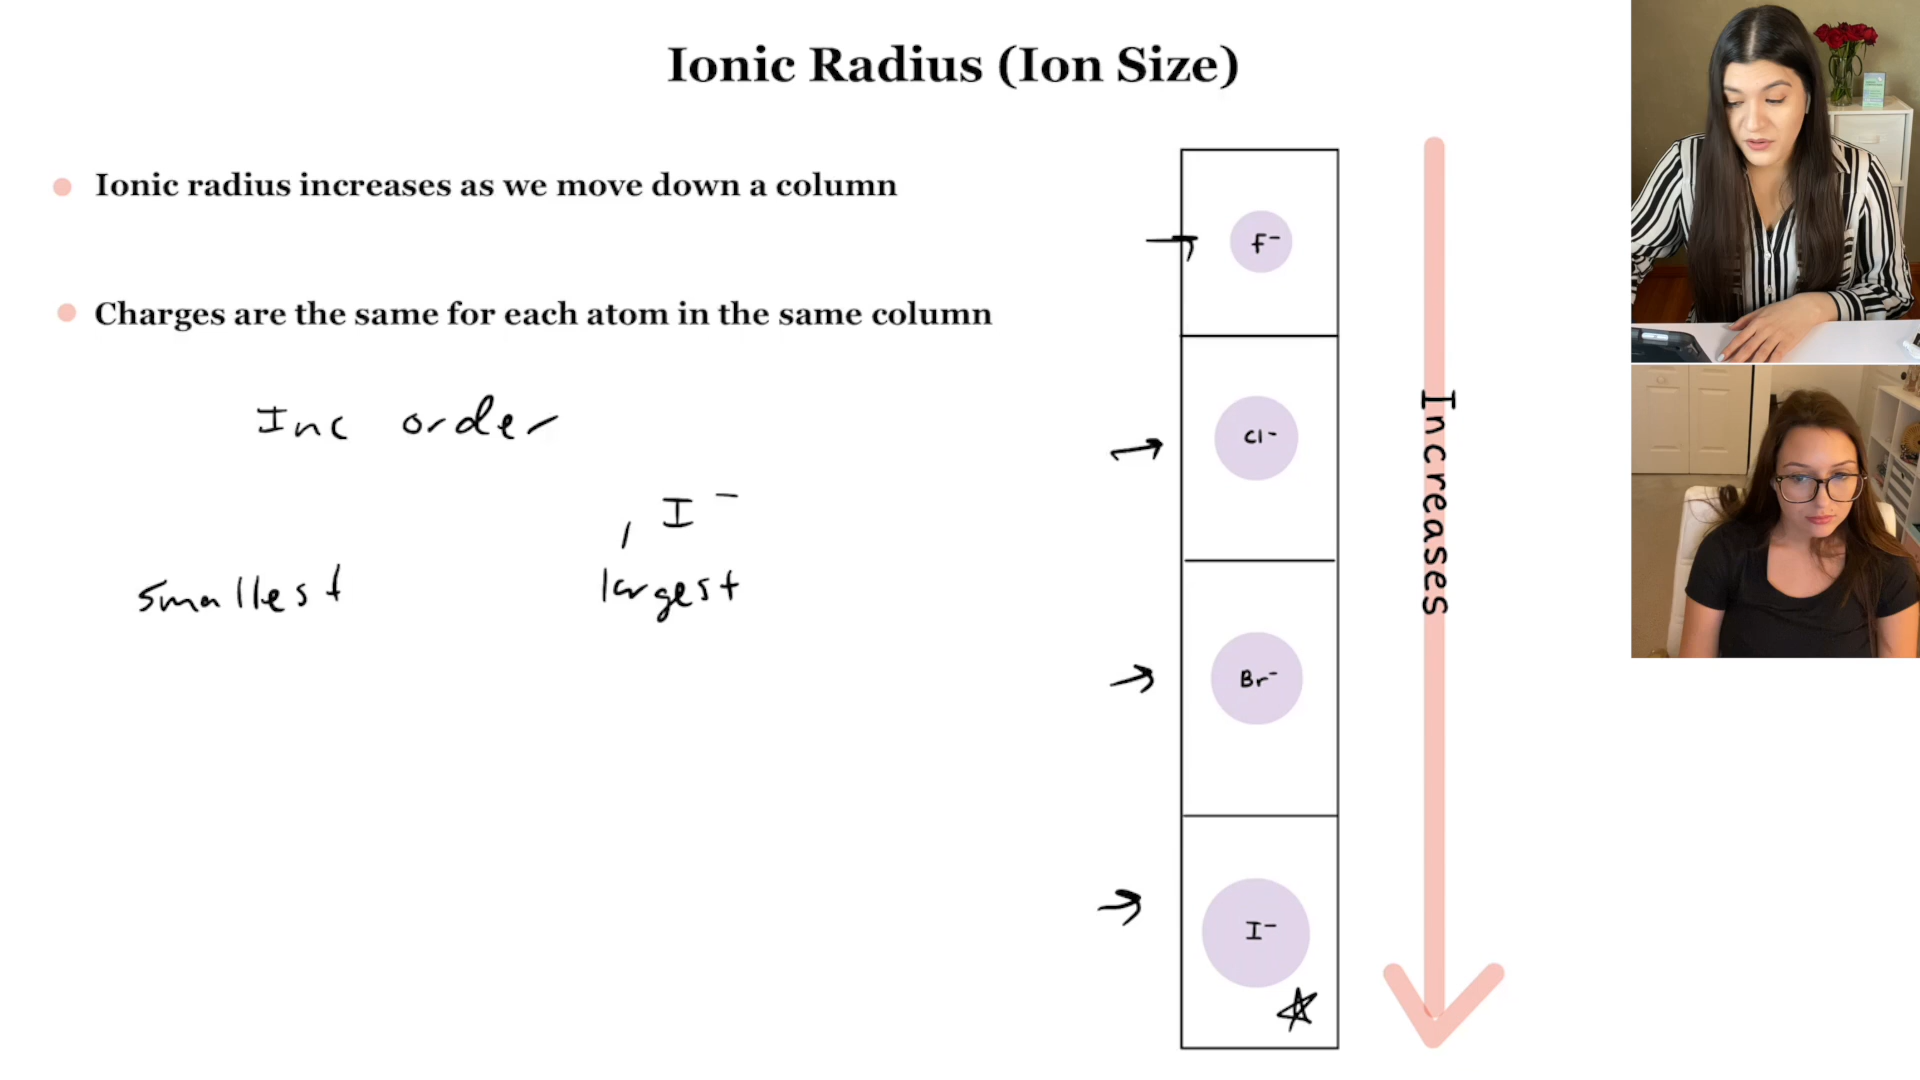 Ionic Radius (Ion Size)
Ionic radius increases as we move down a column
Charges are the same for each atom in the same column
Inc order
, I⁻
smallest largest
F⁻
Cl⁻
Br⁻
I⁻
Increases